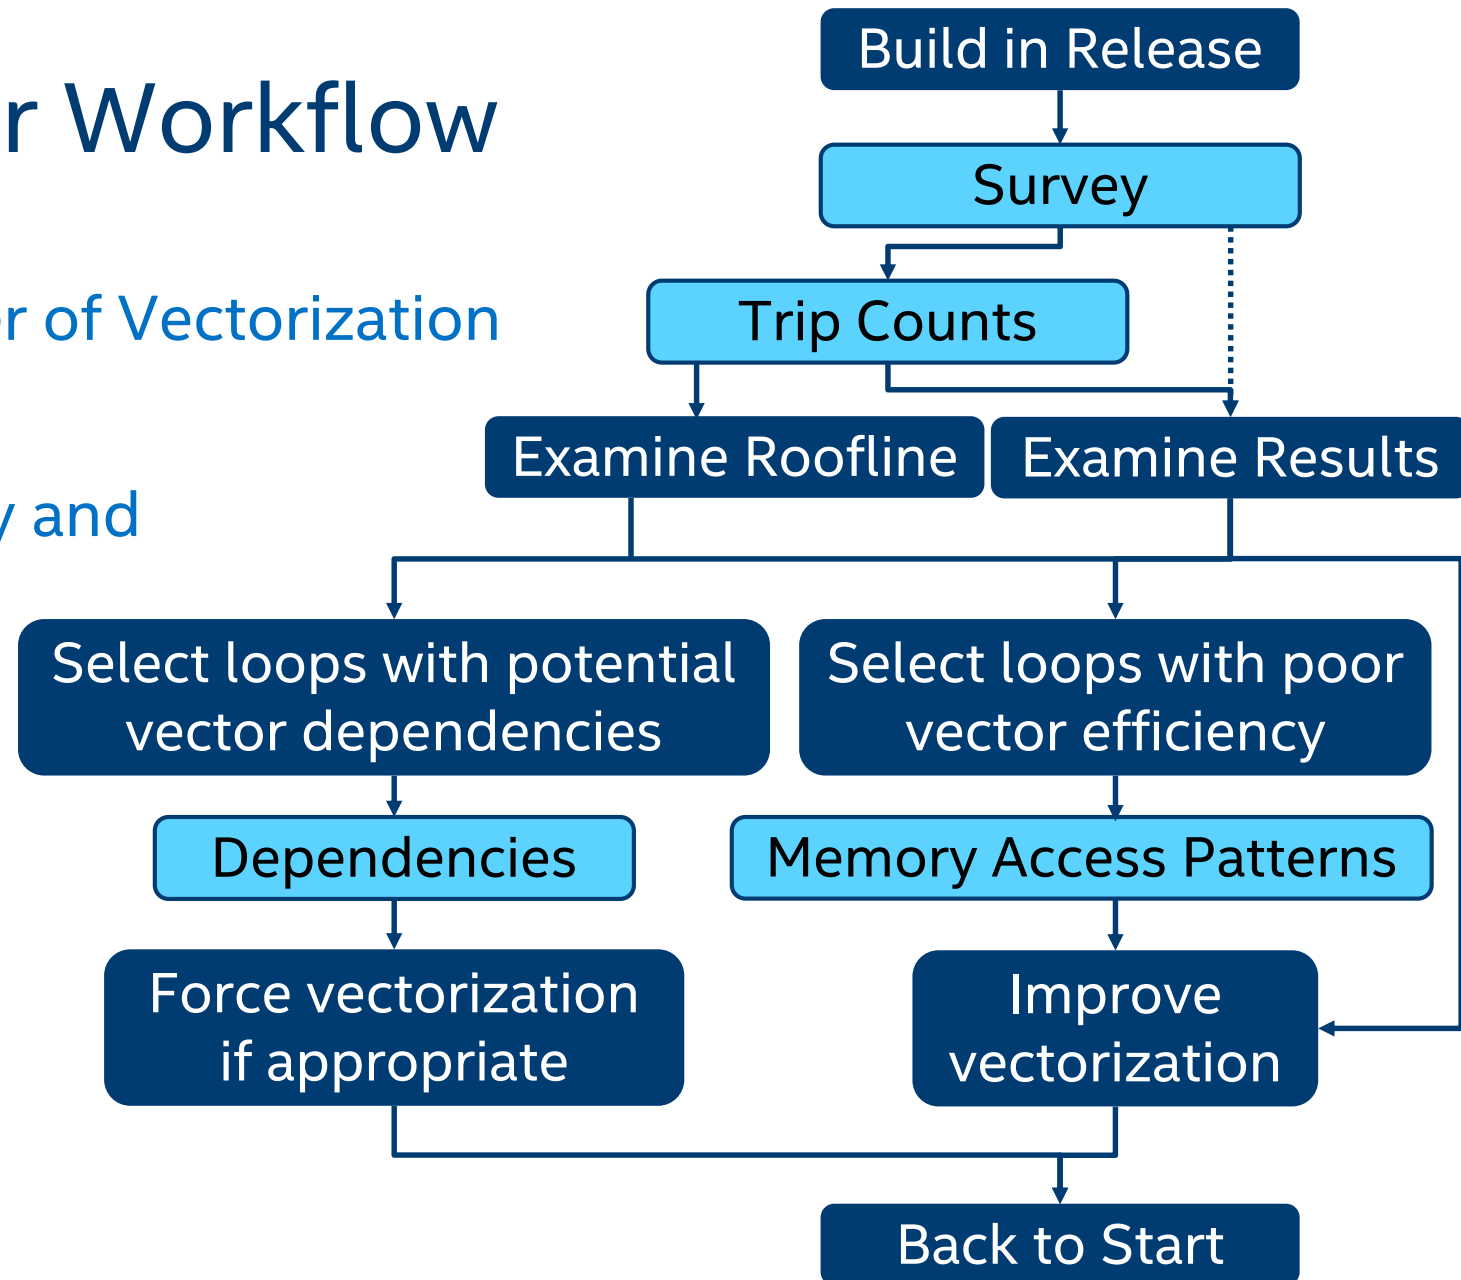 r Workflow
r of Vectorization
y and
Build in Release
Survey
Trip Counts
Examine Roofline
Examine Results
Select loops with potential
vector dependencies
Select loops with poor
vector efficiency
Dependencies
Memory Access Patterns
Force vectorization
if appropriate
Improve
vectorization
Back to Start